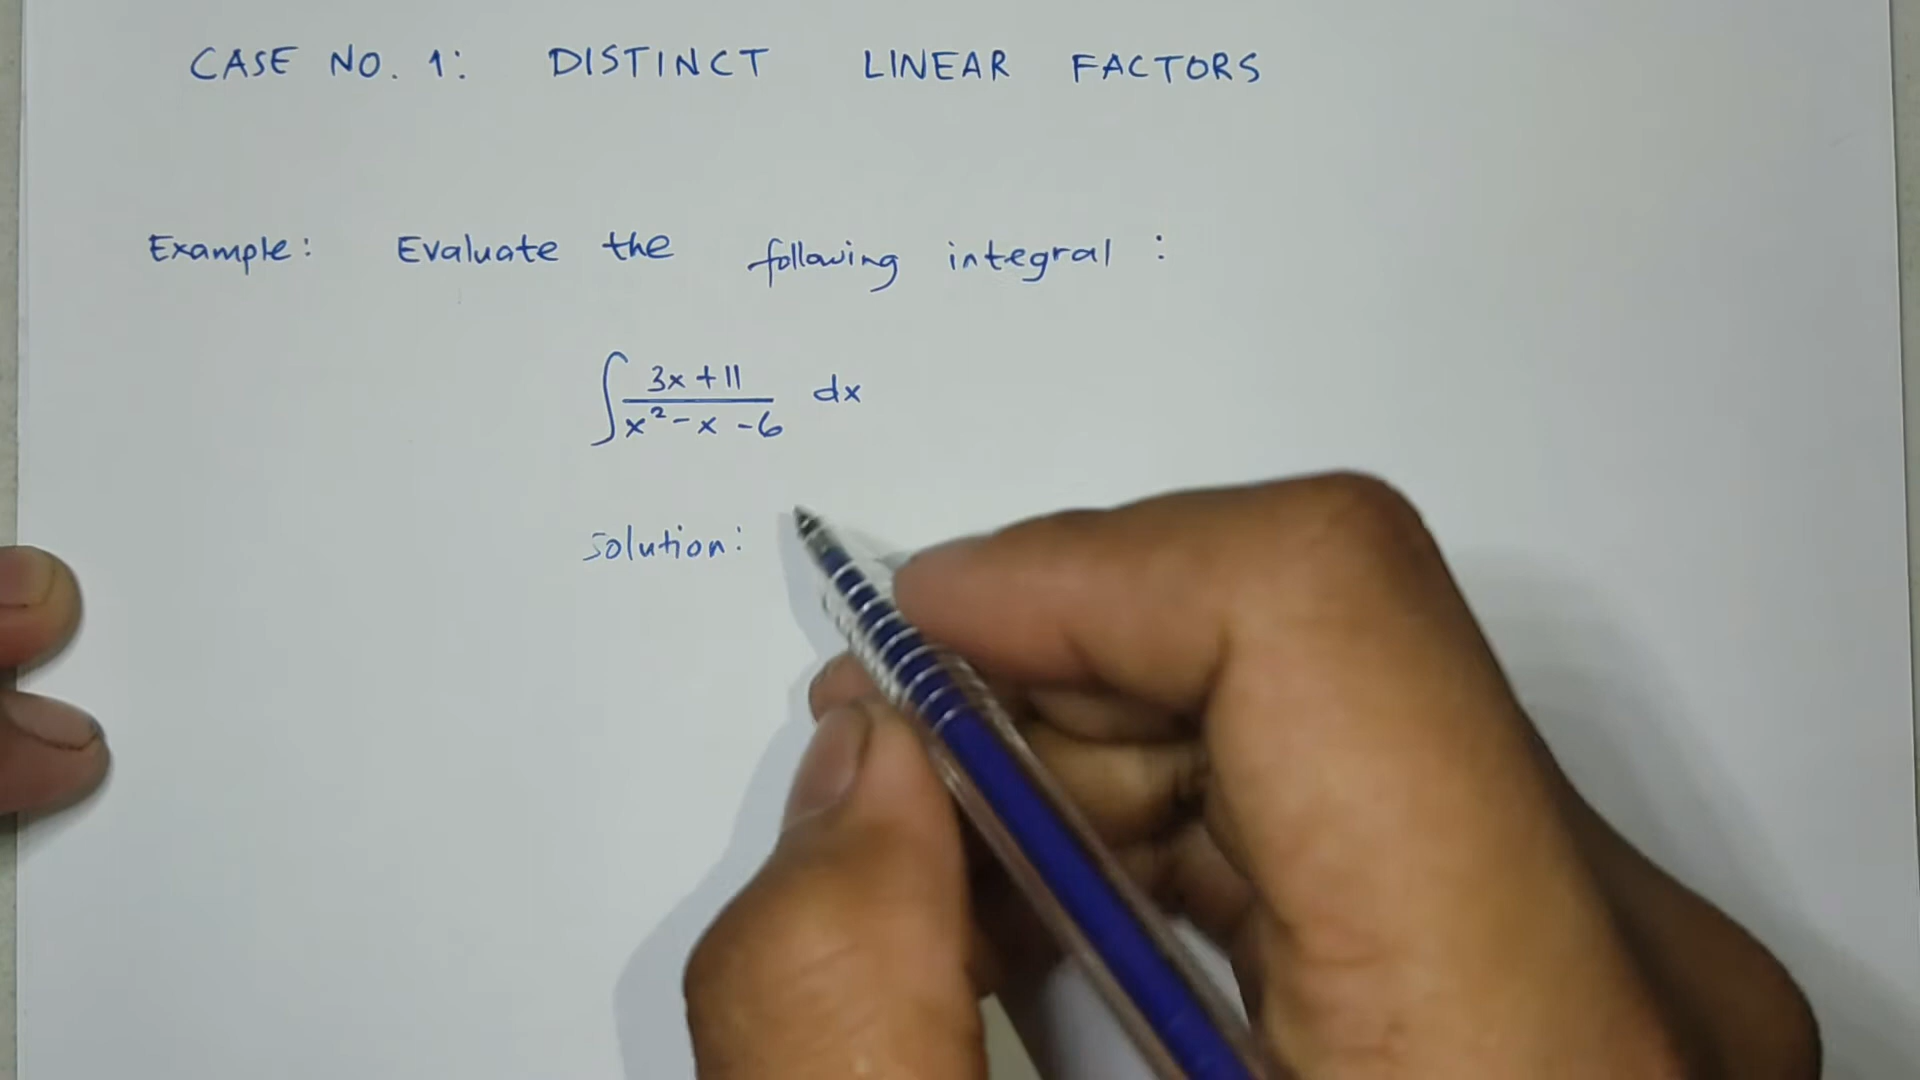 CASE NO. 1: DISTINCT LINEAR FACTORS
Example: Evaluate the following integral :
∫ (3x + 11)/(x² - x - 6) dx
Solution: